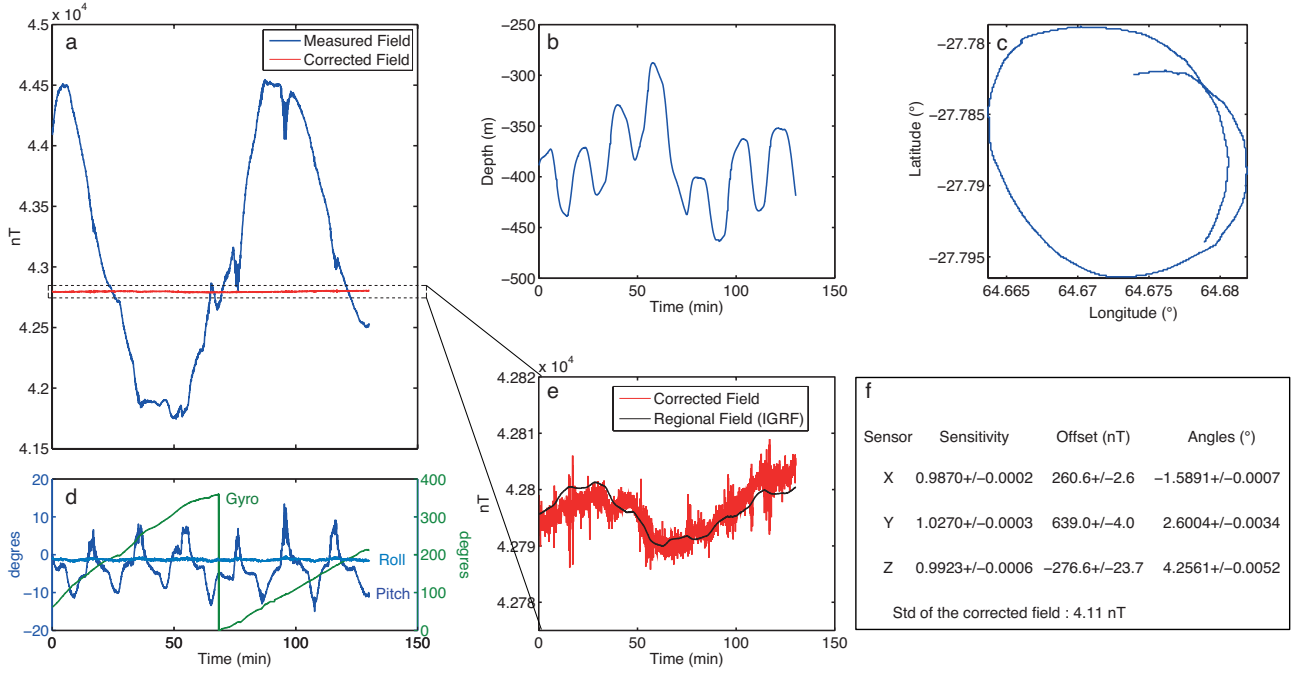 x 10⁴
a
Measured Field
Corrected Field
4.5
4.45
4.4
4.35
4.3
4.25
4.2
4.15
nT
0 50 100 150
b
−250
−300
−350
−400
−450
−500
Depth (m)
0 50 100 150
Time (min)
c
−27.78
−27.785
−27.79
−27.795
Latitude (°)
64.665 64.67 64.675 64.68
Longitude (°)
d
Gyro
Roll
Pitch
20
10
0
−10
−20
degres
400
300
200
100
0
degres
0 50 100 150
Time (min)
x 10⁴
e
Corrected Field
Regional Field (IGRF)
4.282
4.281
4.28
4.279
4.278
nT
0 50 100 150
Time (min)
f
Sensor Sensitivity Offset (nT) Angles (°)
X 0.9870+/−0.0002 260.6+/−2.6 −1.5891+/−0.0007
Y 1.0270+/−0.0003 639.0+/−4.0 2.6004+/−0.0034
Z 0.9923+/−0.0006 −276.6+/−23.7 4.2561+/−0.0052
Std of the corrected field : 4.11 nT